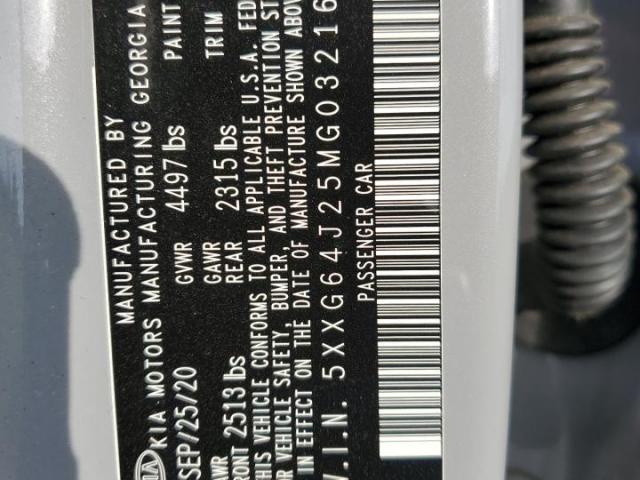 MANUFACTURED BY
KIA KIA MOTORS MANUFACTURING GEORGIA
SEP/25/20 GVWR 4497 lbs PAINT
GAWR TRIM
FRONT 2513 lbs REAR 2315 lbs
THIS VEHICLE CONFORMS TO ALL APPLICABLE U.S.A. FED
VEHICLE SAFETY, BUMPER, AND THEFT PREVENTION ST
IN EFFECT ON THE DATE OF MANUFACTURE SHOWN ABOV
V.I.N. 5XXG64J25MG03216
PASSENGER CAR